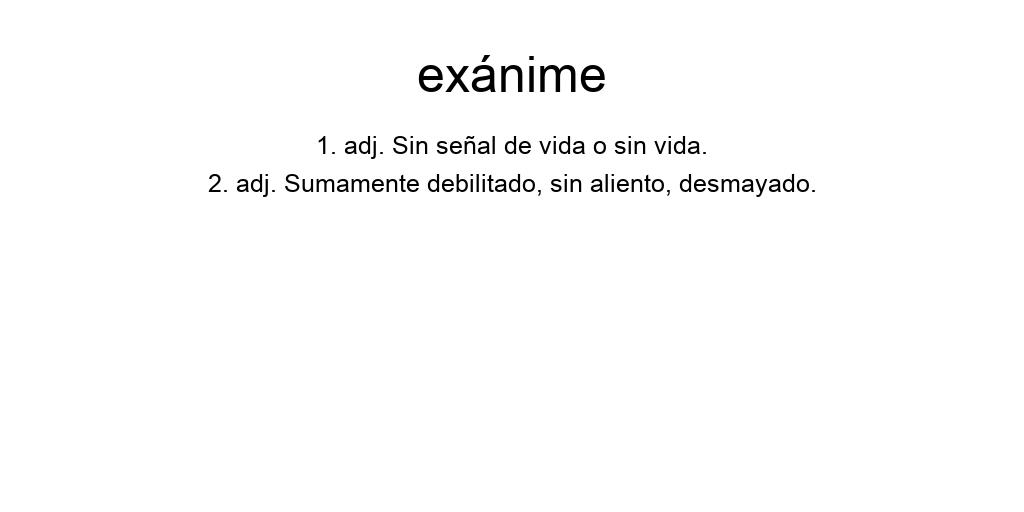 exánime
1. adj. Sin señal de vida o sin vida.
2. adj. Sumamente debilitado, sin aliento, desmayado.